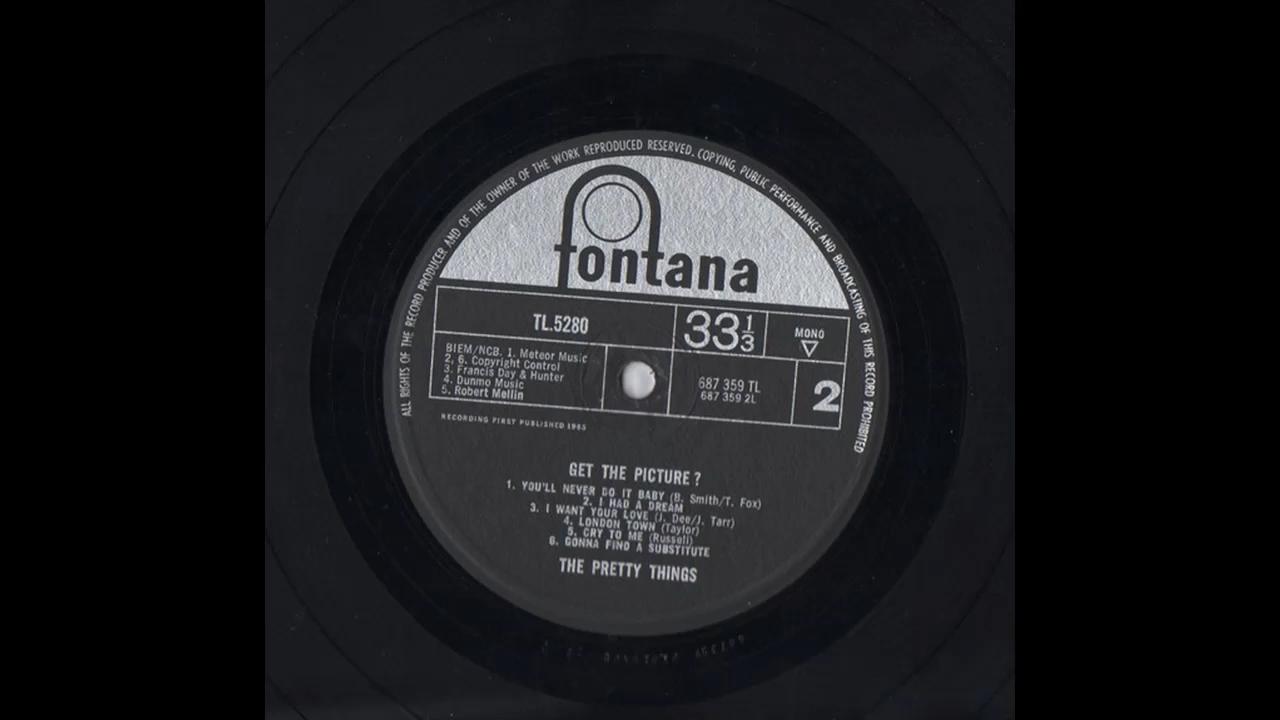 ALL RIGHTS OF THE RECORD PRODUCER AND OF THE OWNER OF THE WORK REPRODUCED RESERVED. COPYING, PUBLIC PERFORMANCE AND BROADCASTING OF THIS RECORD PROHIBITED
fontana
TL.5280
33 1/3
MONO
BIEM/NCB. 1. Meteor Music
2, 6. Copyright Control
3. Francis Day & Hunter
4. Dunmo Music
5. Robert Mellin
687 359 TL
687 359 2L
2
RECORDING FIRST PUBLISHED 1965
GET THE PICTURE?
1. YOU'LL NEVER DO IT BABY (B. Smith/T. Fox)
2. I HAD A DREAM
3. I WANT YOUR LOVE (J. Dee/J. Tarr)
4. LONDON TOWN (Taylor)
5. CRY TO ME (Russell)
6. GONNA FIND A SUBSTITUTE
THE PRETTY THINGS